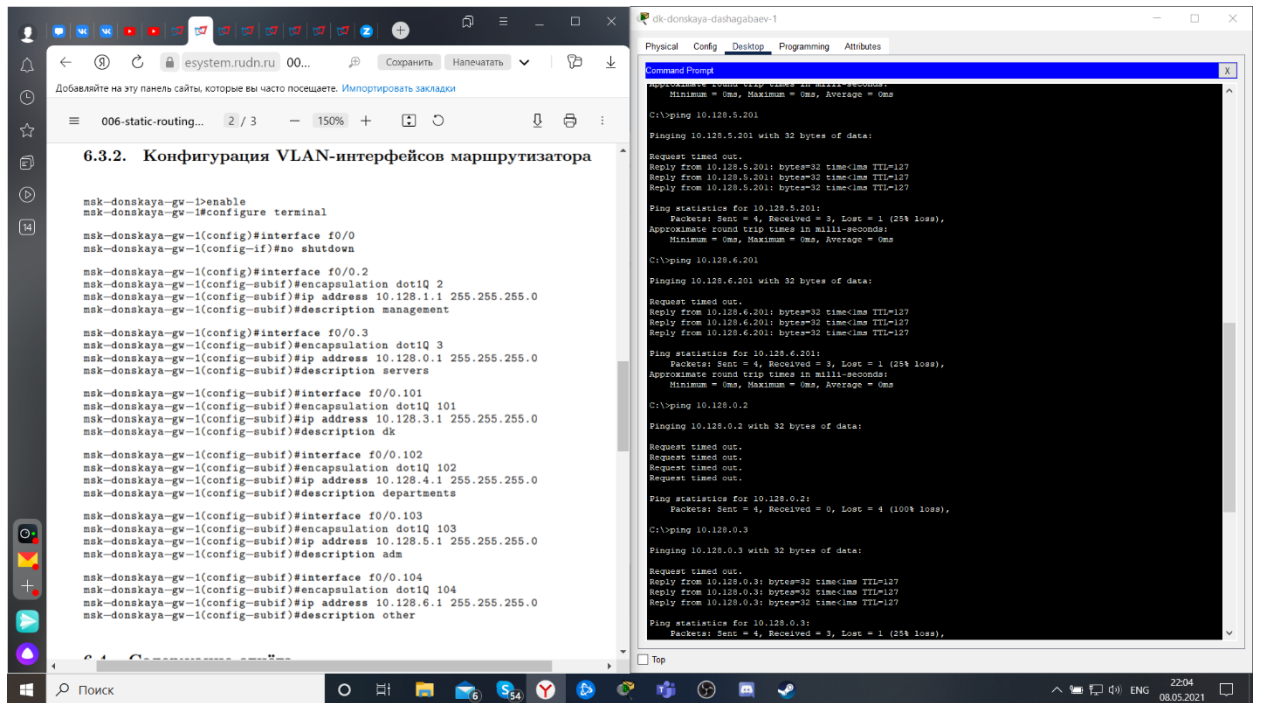 esystem.rudn.ru 00...
Сохранить
Напечатать
Добавляйте на эту панель сайты, которые вы часто посещаете. Импортировать закладки
006-static-routing...
2 / 3
150%
6.3.2. Конфигурация VLAN-интерфейсов маршрутизатора
msk-donskaya-gw-1>enable
msk-donskaya-gw-1#configure terminal
msk-donskaya-gw-1(config)#interface f0/0
msk-donskaya-gw-1(config-if)#no shutdown
msk-donskaya-gw-1(config)#interface f0/0.2
msk-donskaya-gw-1(config-subif)#encapsulation dot1Q 2
msk-donskaya-gw-1(config-subif)#ip address 10.128.1.1 255.255.255.0
msk-donskaya-gw-1(config-subif)#description management
msk-donskaya-gw-1(config)#interface f0/0.3
msk-donskaya-gw-1(config-subif)#encapsulation dot1Q 3
msk-donskaya-gw-1(config-subif)#ip address 10.128.0.1 255.255.255.0
msk-donskaya-gw-1(config-subif)#description servers
msk-donskaya-gw-1(config-subif)#interface f0/0.101
msk-donskaya-gw-1(config-subif)#encapsulation dot1Q 101
msk-donskaya-gw-1(config-subif)#ip address 10.128.3.1 255.255.255.0
msk-donskaya-gw-1(config-subif)#description dk
msk-donskaya-gw-1(config-subif)#interface f0/0.102
msk-donskaya-gw-1(config-subif)#encapsulation dot1Q 102
msk-donskaya-gw-1(config-subif)#ip address 10.128.4.1 255.255.255.0
msk-donskaya-gw-1(config-subif)#description departments
msk-donskaya-gw-1(config-subif)#interface f0/0.103
msk-donskaya-gw-1(config-subif)#encapsulation dot1Q 103
msk-donskaya-gw-1(config-subif)#ip address 10.128.5.1 255.255.255.0
msk-donskaya-gw-1(config-subif)#description adm
msk-donskaya-gw-1(config-subif)#interface f0/0.104
msk-donskaya-gw-1(config-subif)#encapsulation dot1Q 104
msk-donskaya-gw-1(config-subif)#ip address 10.128.6.1 255.255.255.0
msk-donskaya-gw-1(config-subif)#description other
14
dk-donskaya-dashagabaev-1
Physical Config Desktop Programming Attributes
Command Prompt X
Approximate round trip times in milli-seconds:
Minimum = 0ms, Maximum = 0ms, Average = 0ms
C:\>ping 10.128.5.201
Pinging 10.128.5.201 with 32 bytes of data:
Request timed out.
Reply from 10.128.5.201: bytes=32 time<1ms TTL=127
Reply from 10.128.5.201: bytes=32 time<1ms TTL=127
Reply from 10.128.5.201: bytes=32 time<1ms TTL=127
Ping statistics for 10.128.5.201:
Packets: Sent = 4, Received = 3, Lost = 1 (25% loss),
Approximate round trip times in milli-seconds:
Minimum = 0ms, Maximum = 0ms, Average = 0ms
C:\>ping 10.128.6.201
Pinging 10.128.6.201 with 32 bytes of data:
Request timed out.
Reply from 10.128.6.201: bytes=32 time<1ms TTL=127
Reply from 10.128.6.201: bytes=32 time<1ms TTL=127
Reply from 10.128.6.201: bytes=32 time<1ms TTL=127
Ping statistics for 10.128.6.201:
Packets: Sent = 4, Received = 3, Lost = 1 (25% loss),
Approximate round trip times in milli-seconds:
Minimum = 0ms, Maximum = 0ms, Average = 0ms
C:\>ping 10.128.0.2
Pinging 10.128.0.2 with 32 bytes of data:
Request timed out.
Request timed out.
Request timed out.
Request timed out.
Ping statistics for 10.128.0.2:
Packets: Sent = 4, Received = 0, Lost = 4 (100% loss),
C:\>ping 10.128.0.3
Pinging 10.128.0.3 with 32 bytes of data:
Request timed out.
Reply from 10.128.0.3: bytes=32 time<1ms TTL=127
Reply from 10.128.0.3: bytes=32 time<1ms TTL=127
Reply from 10.128.0.3: bytes=32 time<1ms TTL=127
Ping statistics for 10.128.0.3:
Packets: Sent = 4, Received = 3, Lost = 1 (25% loss),
Top
Поиск
6
54
ENG
22:04
08.05.2021